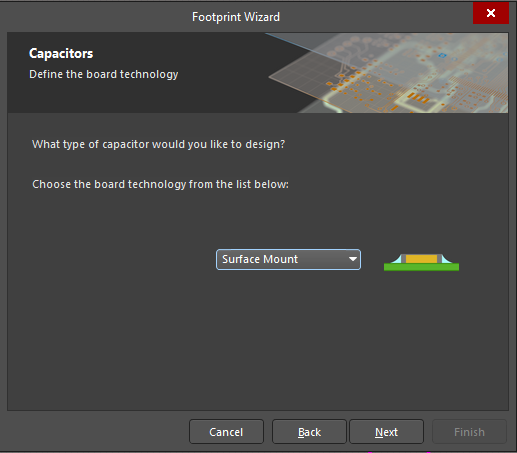 Footprint Wizard
Capacitors
Define the board technology
What type of capacitor would you like to design?
Choose the board technology from the list below:
Surface Mount
Cancel
Back
Next
Finish